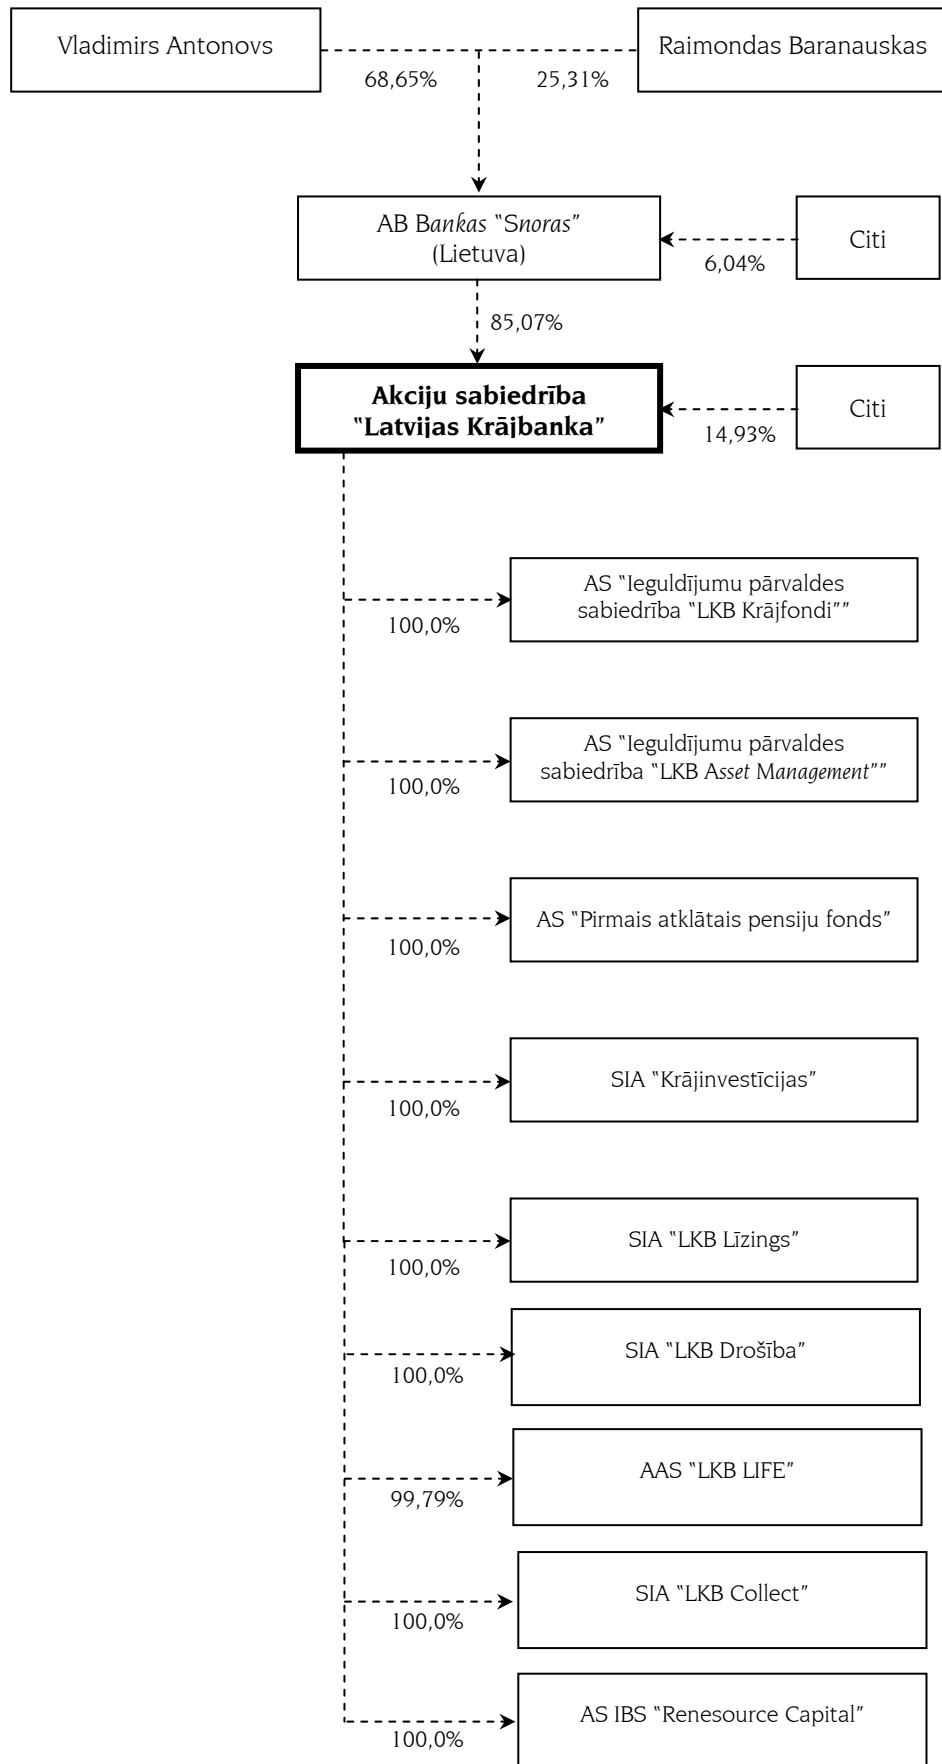 Vladimirs Antonovs
Raimondas Baranauskas
68,65%
25,31%
AB Bankas “Snoras”
(Lietuva)
Citi
6,04%
85,07%
Akciju sabiedrība
“Latvijas Krājbanka”
Citi
14,93%
AS “Ieguldījumu pārvaldes
sabiedrība “LKB Krājfondi””
100,0%
AS “Ieguldījumu pārvaldes
sabiedrība “LKB Asset Management””
100,0%
AS “Pirmais atklātais pensiju fonds”
100,0%
SIA “Krājinvestīcijas”
100,0%
SIA “LKB Līzings”
100,0%
SIA “LKB Drošība”
100,0%
AAS “LKB LIFE”
99,79%
SIA “LKB Collect”
100,0%
AS IBS “Renesource Capital”
100,0%